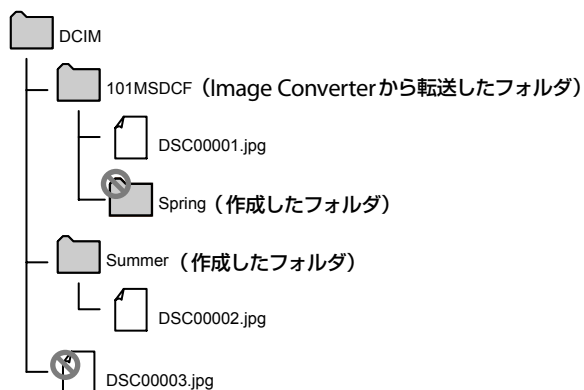 DCIM
101MSDCF（Image Converterから転送したフォルダ）
DSC00001.jpg
Spring（作成したフォルダ）
Summer（作成したフォルダ）
DSC00002.jpg
DSC00003.jpg